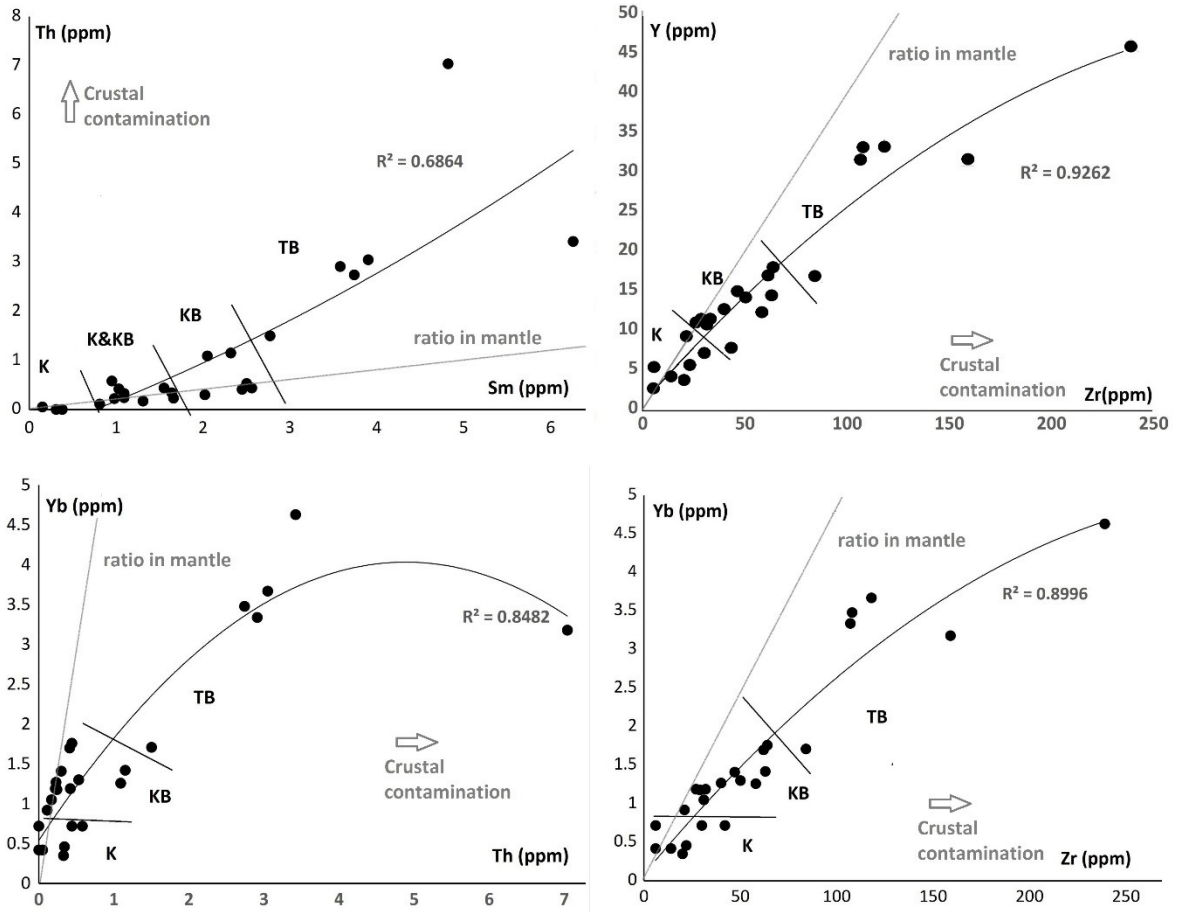 Th (ppm)
8
7
6
5
4
3
2
1
0
Crustal
contamination
R² = 0.6864
TB
KB
K&KB
K
ratio in mantle
Sm (ppm)
0 1 2 3 4 5 6
Y (ppm)
50
45
40
35
30
25
20
15
10
5
0
ratio in mantle
R² = 0.9262
TB
KB
K
Crustal
contamination
Zr(ppm)
0 50 100 150 200 250
Yb (ppm)
5
4.5
4
3.5
3
2.5
2
1.5
1
0.5
0
ratio in mantle
R² = 0.8482
TB
KB
K
Crustal
contamination
Th (ppm)
0 1 2 3 4 5 6 7
Yb (ppm)
5
4.5
4
3.5
3
2.5
2
1.5
1
0.5
0
ratio in mantle
R² = 0.8996
TB
KB
K
Crustal
contamination
Zr (ppm)
0 50 100 150 200 250